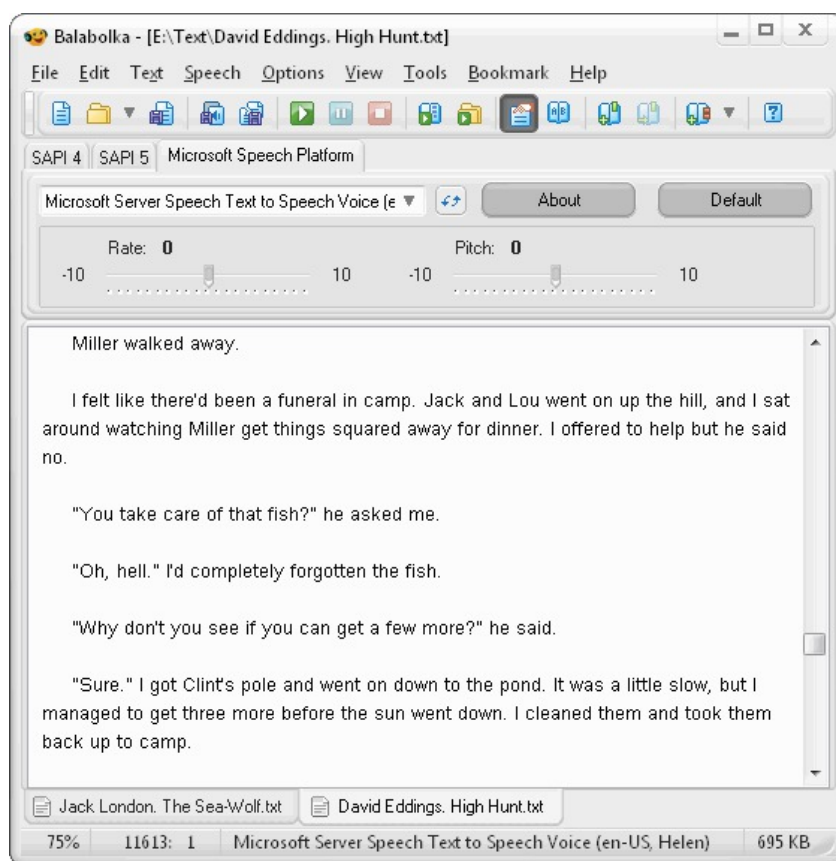 Balabolka - [E:\Text\David Eddings. High Hunt.txt]
File Edit Text Speech Options View Tools Bookmark Help
SAPI 4 SAPI 5 Microsoft Speech Platform
Microsoft Server Speech Text to Speech Voice (e About Default
Rate: 0 Pitch: 0
-10 10 -10 10
Miller walked away.
I felt like there'd been a funeral in camp. Jack and Lou went on up the hill, and I sat
around watching Miller get things squared away for dinner. I offered to help but he said
no.
"You take care of that fish?" he asked me.
"Oh, hell." I'd completely forgotten the fish.
"Why don't you see if you can get a few more?" he said.
"Sure." I got Clint's pole and went on down to the pond. It was a little slow, but I
managed to get three more before the sun went down. I cleaned them and took them
back up to camp.
Jack London. The Sea-Wolf.txt David Eddings. High Hunt.txt
75% 11613: 1 Microsoft Server Speech Text to Speech Voice (en-US, Helen) 695 KB